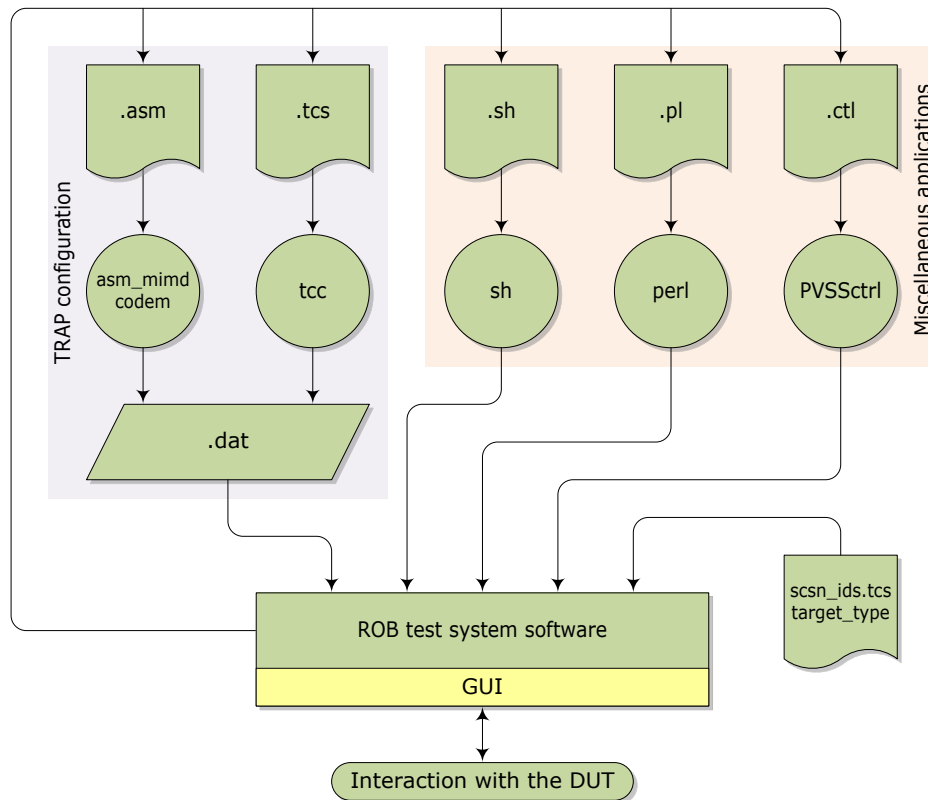 .asm
.tcs
.sh
.pl
.ctl
TRAP configuration
Miscellaneous applications
asm_mimd
codem
tcc
sh
perl
PVSSctrl
.dat
scsn_ids.tcs
target_type
ROB test system software
GUI
Interaction with the DUT